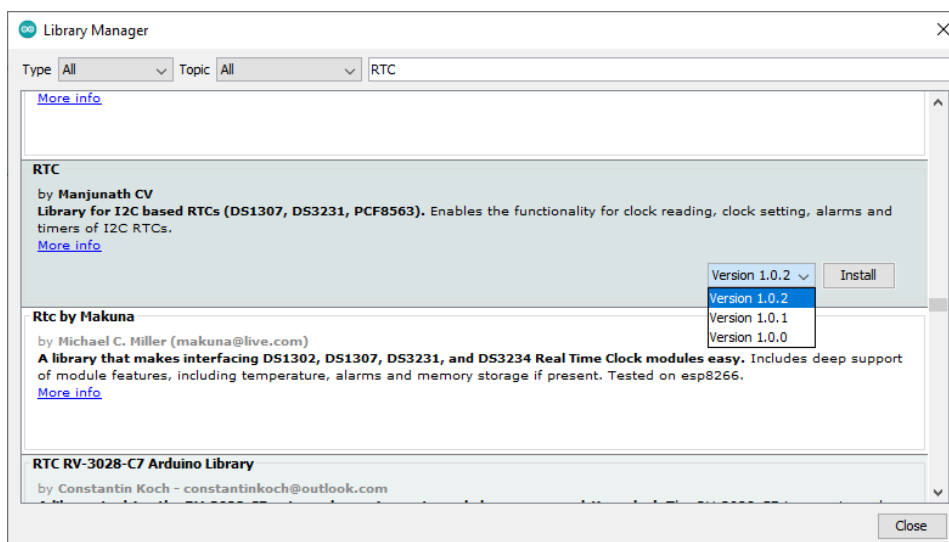 Library Manager
Type All Topic All RTC
More info
RTC
by Manjunath CV
Library for I2C based RTCs (DS1307, DS3231, PCF8563). Enables the functionality for clock reading, clock setting, alarms and
timers of I2C RTCs.
More info
Version 1.0.2 Install
Version 1.0.2
Version 1.0.1
Version 1.0.0
Rtc by Makuna
by Michael C. Miller (makuna@live.com)
A library that makes interfacing DS1302, DS1307, DS3231, and DS3234 Real Time Clock modules easy. Includes deep support
of module features, including temperature, alarms and memory storage if present. Tested on esp8266.
More info
RTC RV-3028-C7 Arduino Library
by Constantin Koch - constantinkoch@outlook.com
Close